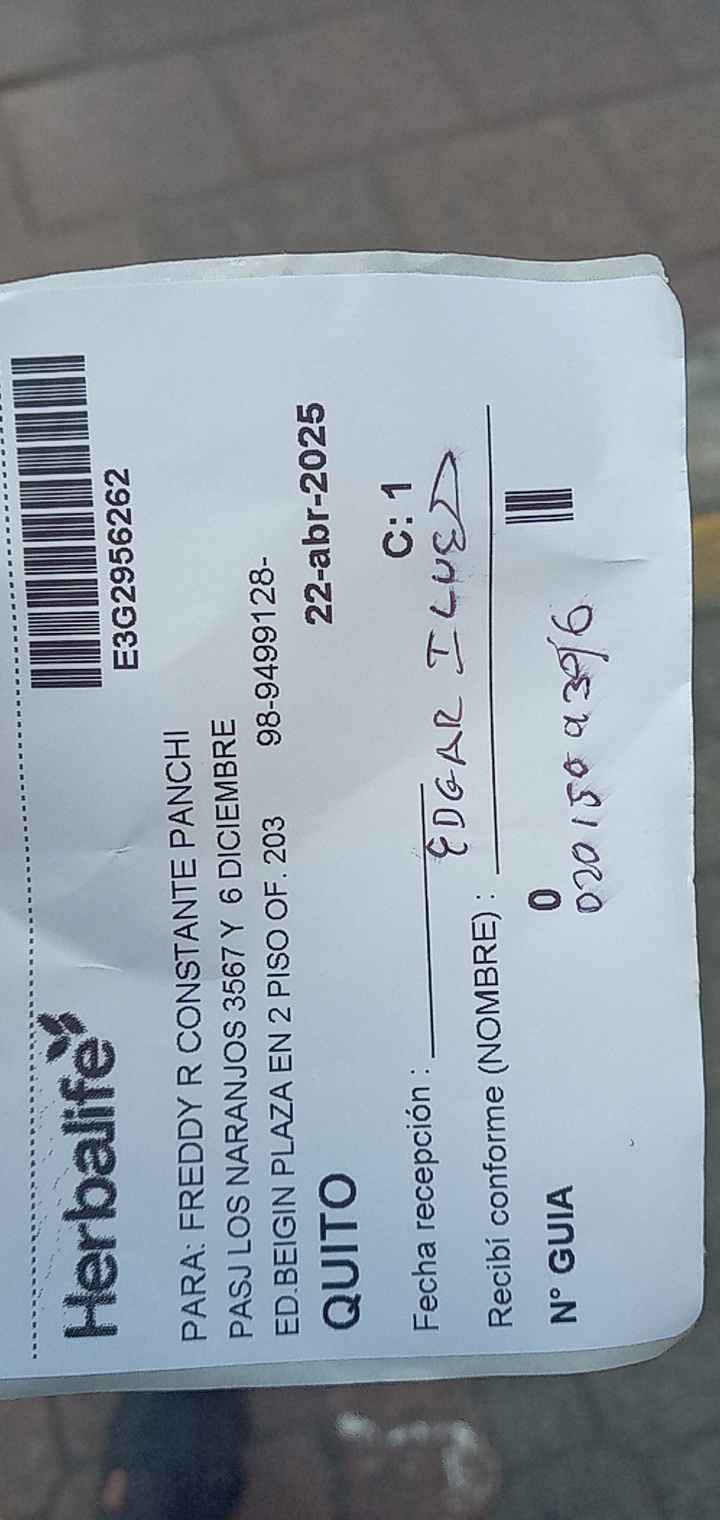 Herbalife
E3G2956262
PARA: FREDDY R CONSTANTE PANCHI
PASJ LOS NARANJOS 3567 Y 6 DICIEMBRE
ED.BEIGIN PLAZA EN 2 PISO OF. 203 98-9499128-
QUITO 22-abr-2025
Fecha recepción : C: 1
Recibí conforme (NOMBRE) : EDGAR
N° GUIA 0